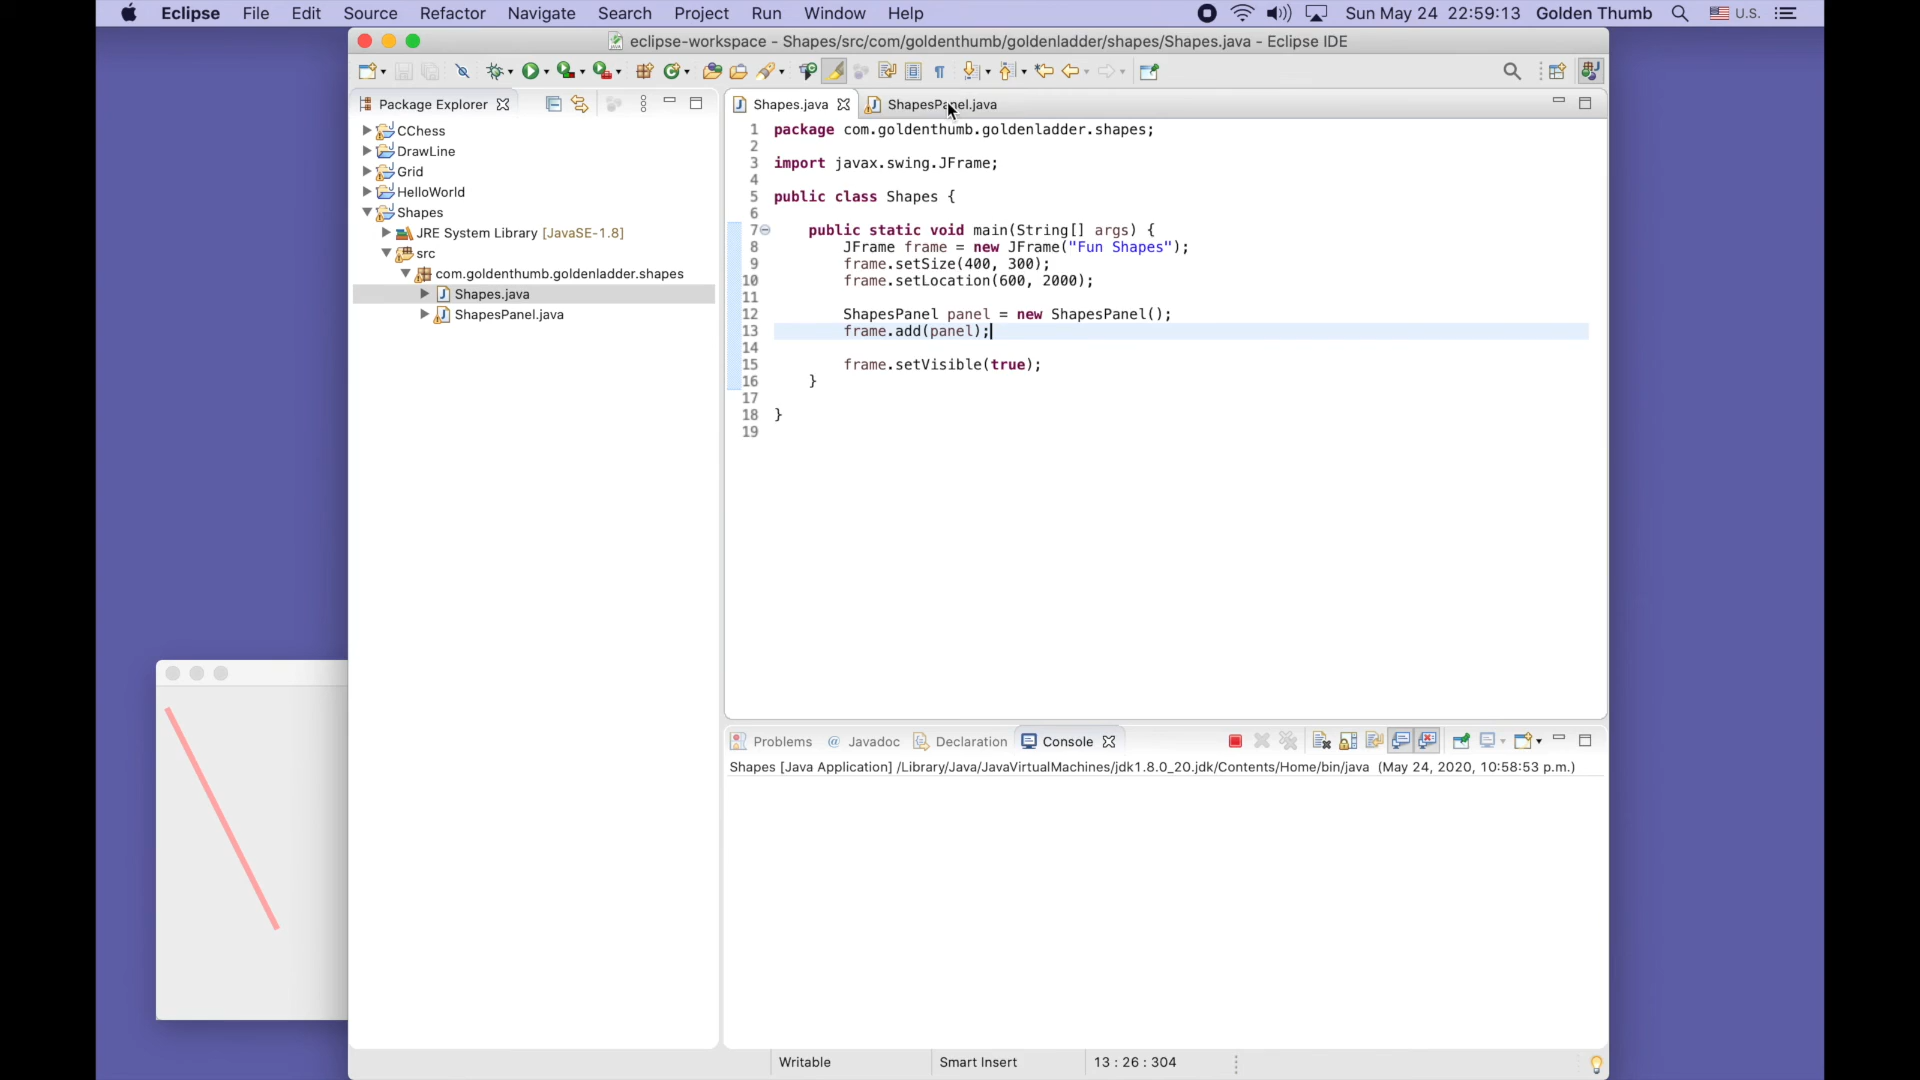 Eclipse File Edit Source Refactor Navigate Search Project Run Window Help Sun May 24 22:59:13 Golden Thumb U.S.
eclipse-workspace - Shapes/src/com/goldenthumb/goldenladder/shapes/Shapes.java - Eclipse IDE
Package Explorer
CChess
DrawLine
Grid
HelloWorld
Shapes
JRE System Library [JavaSE-1.8]
src
com.goldenthumb.goldenladder.shapes
Shapes.java
ShapesPanel.java
Shapes.java ShapesPanel.java
1 package com.goldenthumb.goldenladder.shapes;
2
3 import javax.swing.JFrame;
4
5 public class Shapes {
6
7 public static void main(String[] args) {
8 JFrame frame = new JFrame("Fun Shapes");
9 frame.setSize(400, 300);
10 frame.setLocation(600, 2000);
11
12 ShapesPanel panel = new ShapesPanel();
13 frame.add(panel);
14
15 frame.setVisible(true);
16 }
17
18 }
19
Problems @ Javadoc Declaration Console
Shapes [Java Application] /Library/Java/JavaVirtualMachines/jdk1.8.0_20.jdk/Contents/Home/bin/java (May 24, 2020, 10:58:53 p.m.)
Writable Smart Insert 13 : 26 : 304